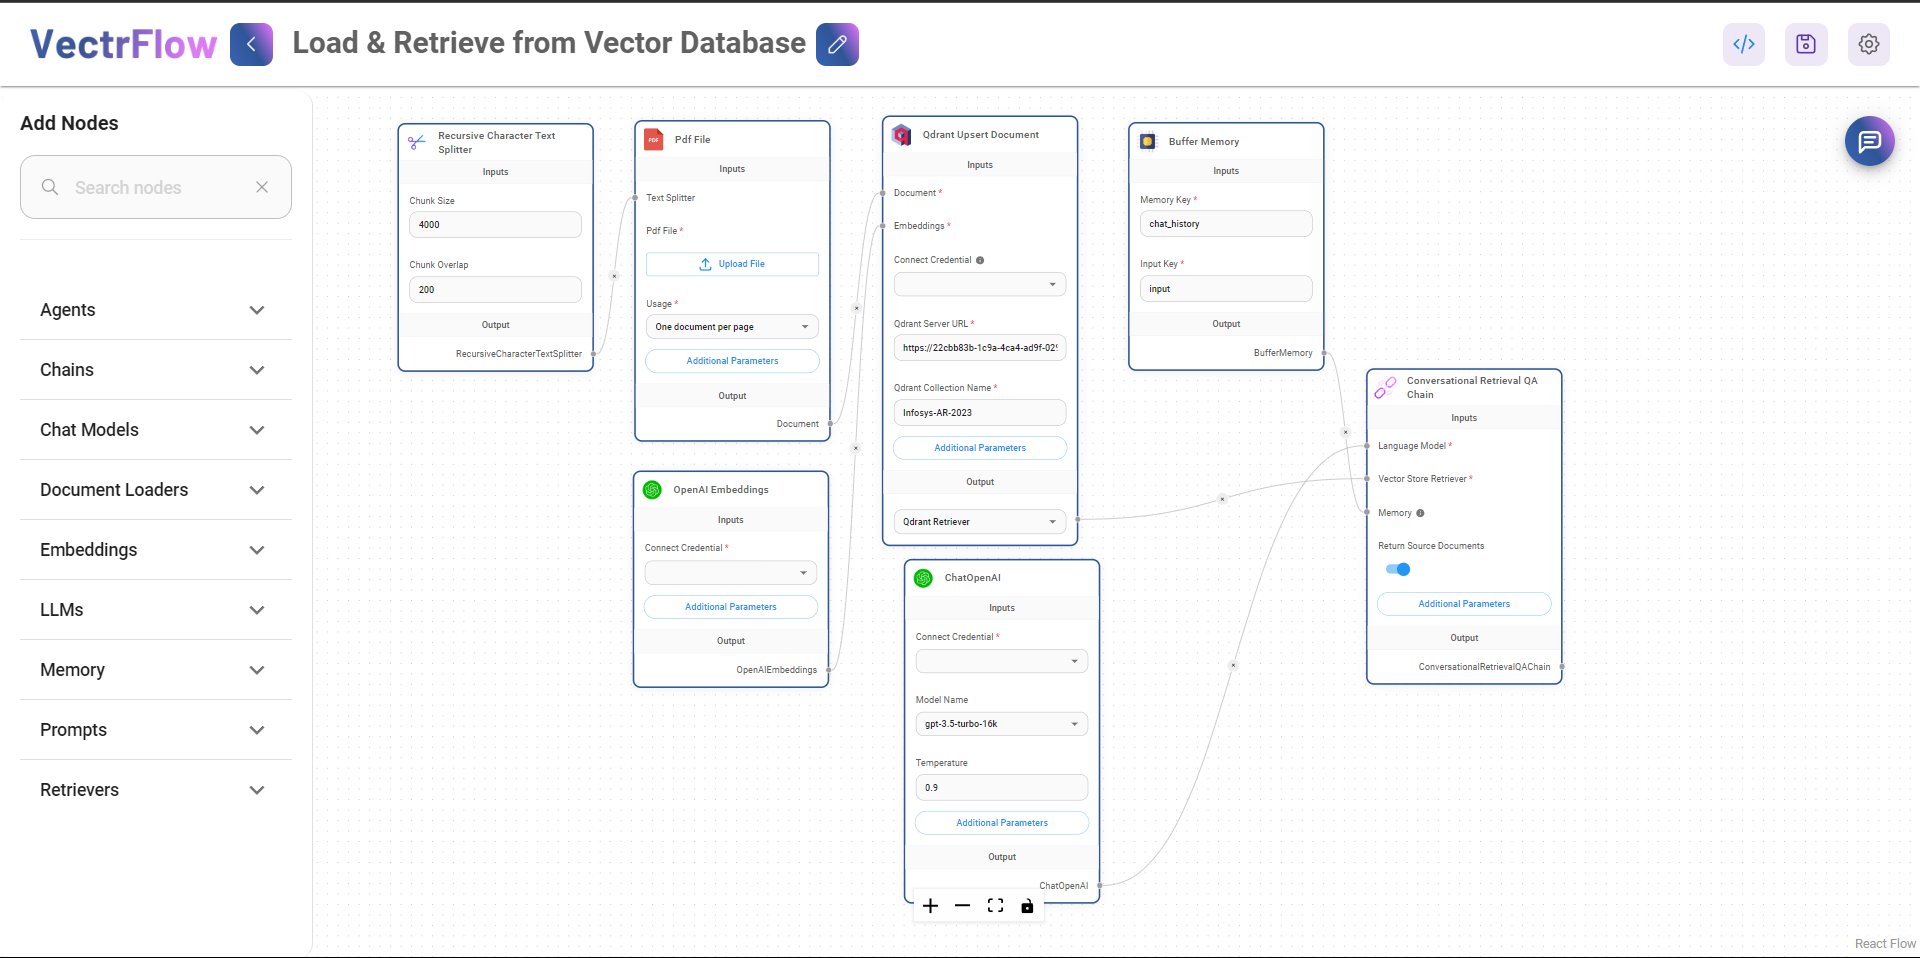 VectrFlow
Load & Retrieve from Vector Database
Add Nodes
Search nodes
Agents
Chains
Chat Models
Document Loaders
Embeddings
LLMs
Memory
Prompts
Retrievers
Recursive Character Text
Splitter
Inputs
Chunk Size
4000
Chunk Overlap
200
Output
RecursiveCharacterTextSplitter
PDF
Pdf File
Inputs
Text Splitter
Pdf File *
Upload File
Usage *
One document per page
Additional Parameters
Output
Document
OpenAI Embeddings
Inputs
Connect Credential *
Additional Parameters
Output
OpenAIEmbeddings
Qdrant Upsert Document
Inputs
Document *
Embeddings *
Connect Credential
Qdrant Server URL *
https://22cbb83b-1c9a-4ca4-ad9f-029
Qdrant Collection Name *
Infosys-AR-2023
Additional Parameters
Output
Qdrant Retriever
ChatOpenAI
Inputs
Connect Credential *
Model Name
gpt-3.5-turbo-16k
Temperature
0.9
Additional Parameters
Output
ChatOpenAI
Buffer Memory
Inputs
Memory Key *
chat_history
Input Key *
input
Output
BufferMemory
Conversational Retrieval QA
Chain
Inputs
Language Model *
Vector Store Retriever *
Memory
Return Source Documents
Additional Parameters
Output
ConversationalRetrievalQAChain
React Flow